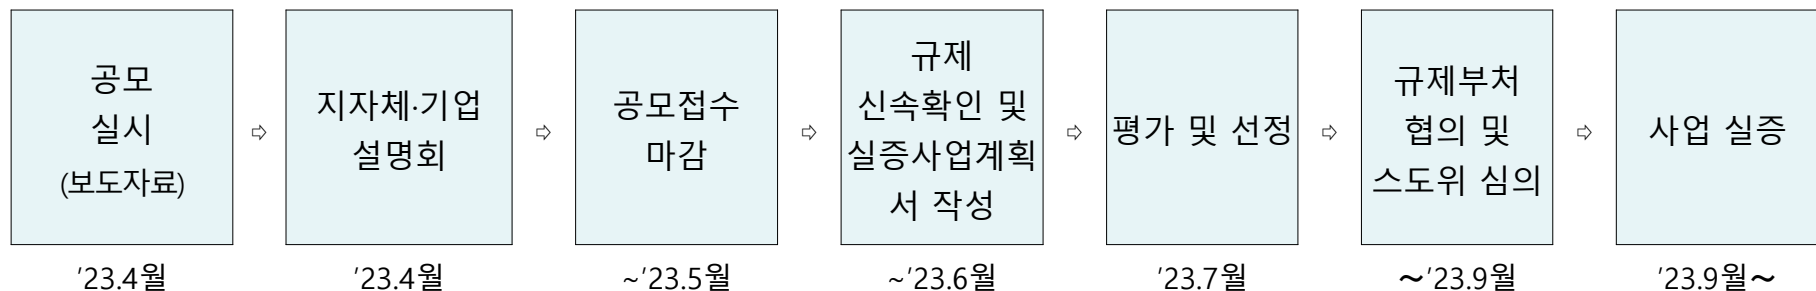 공모
실시
(보도자료)
⇨
지자체·기업
설명회
⇨
공모접수
마감
⇨
규제
신속확인 및
실증사업계획
서 작성
⇨
평가 및 선정
⇨
규제부처
협의 및
스도위 심의
⇨
사업 실증
'23.4월
'23.4월
~'23.5월
~'23.6월
'23.7월
～'23.9월
'23.9월～